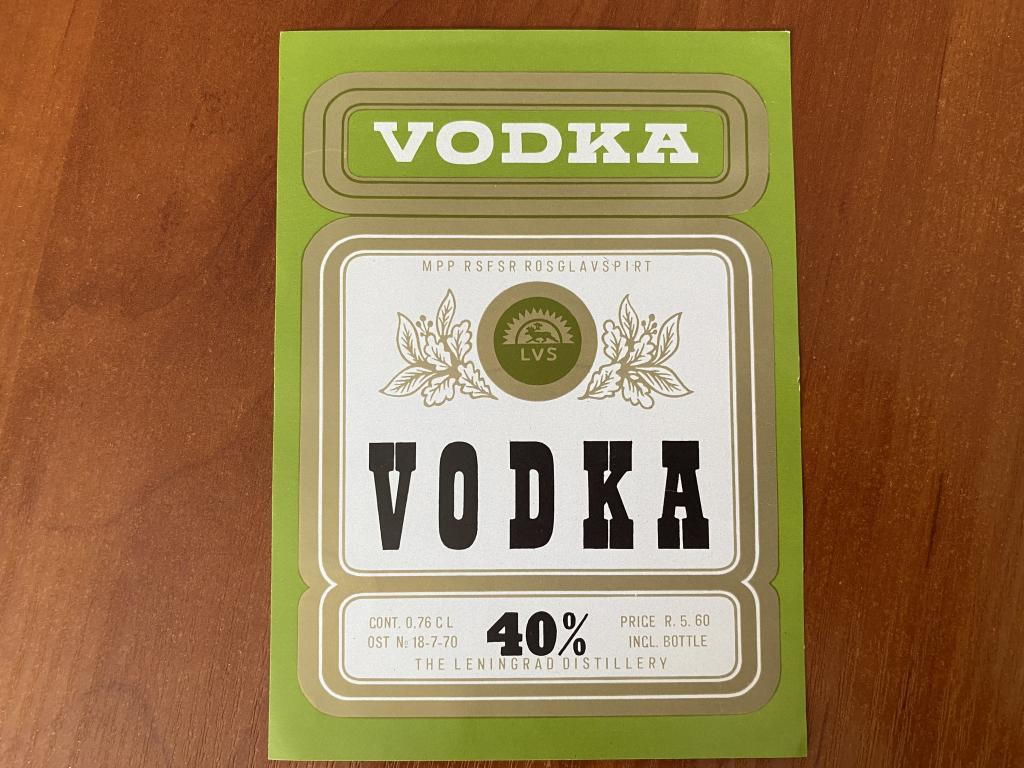 VODKA
MPP RSFSR ROSGLAVSPIRT
LVS
VODKA
CONT. 0,76 C L
OST № 18-7-70
40%
PRICE R. 5. 60
INCL. BOTTLE
THE LENINGRAD DISTILLERY